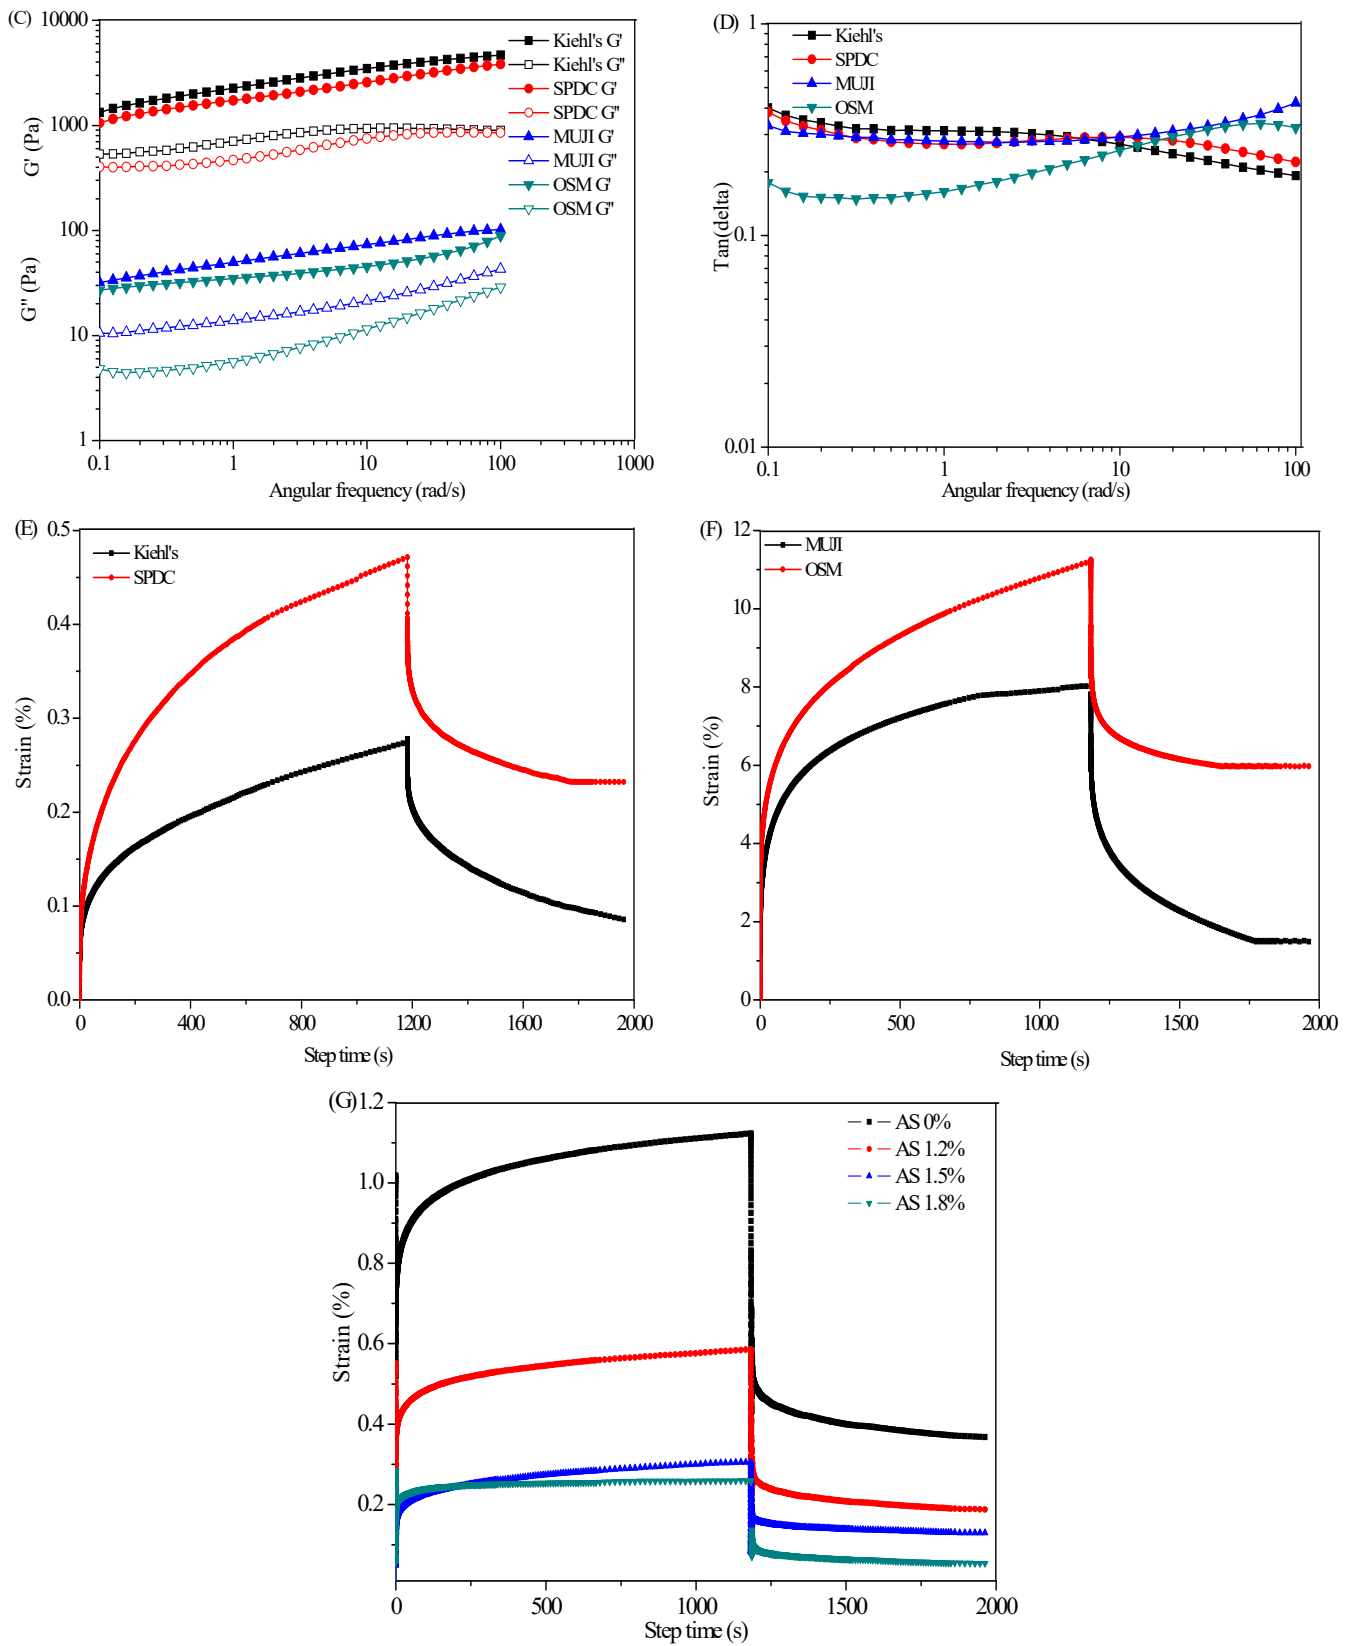 (C)
10000
1000
100
10
1
G' (Pa)
G'' (Pa)
Kiehl's G'
Kiehl's G''
SPDC G'
SPDC G''
MUJI G'
MUJI G''
OSM G'
OSM G''
0.1 1 10 100 1000
Angular frequency (rad/s)
(D)
1
0.1
0.01
Tan(delta)
Kiehl's
SPDC
MUJI
OSM
0.1 1 10 100
Angular frequency (rad/s)
(E)
0.5
0.4
0.3
0.2
0.1
0.0
Strain (%)
Kiehl's
SPDC
0 400 800 1200 1600 2000
Step time (s)
(F)
12
10
8
6
4
2
0
Strain (%)
MUJI
OSM
0 500 1000 1500 2000
Step time (s)
(G)
1.2
1.0
0.8
0.6
0.4
0.2
Strain (%)
AS 0%
AS 1.2%
AS 1.5%
AS 1.8%
0 500 1000 1500 2000
Step time (s)